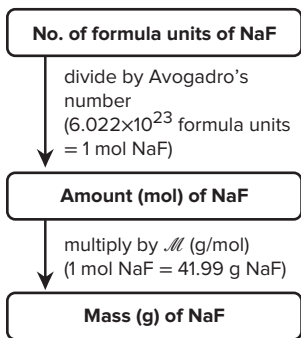 No. of formula units of NaF
divide by Avogadro's
number
(6.022×10²³ formula units
= 1 mol NaF)
Amount (mol) of NaF
multiply by ℳ (g/mol)
(1 mol NaF = 41.99 g NaF)
Mass (g) of NaF